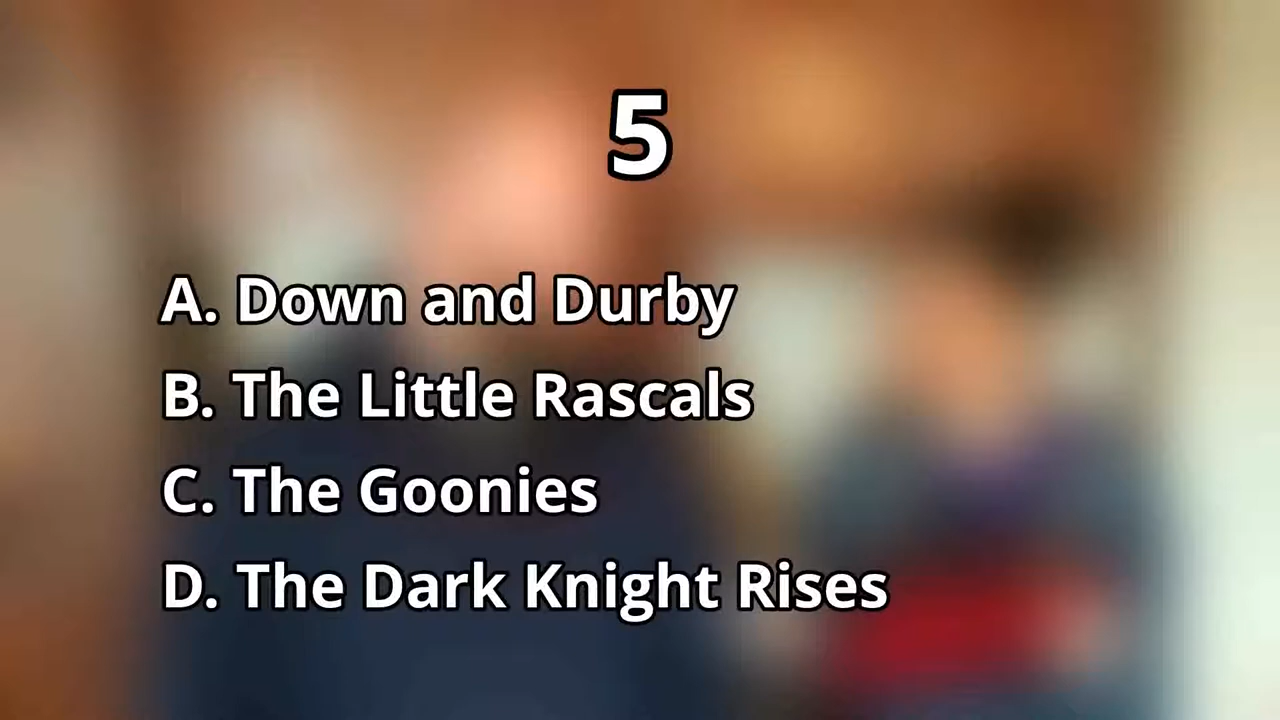 5
A. Down and Durby
B. The Little Rascals
C. The Goonies
D. The Dark Knight Rises